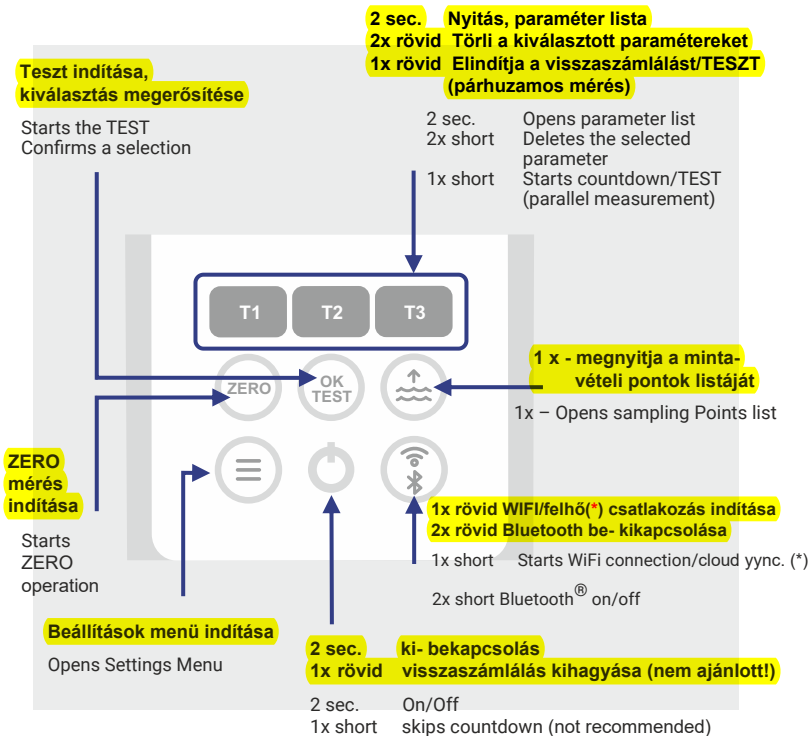 2 sec. Nyitás, paraméter lista
2x rövid Törli a kiválasztott paramétereket
1x rövid Elindítja a visszaszámlálást/TESZT
(párhuzamos mérés)
2 sec. Opens parameter list
2x short Deletes the selected
parameter
1x short Starts countdown/TEST
(parallel measurement)
Teszt indítása,
kiválasztás megerősítése
Starts the TEST
Confirms a selection
T1 T2 T3
ZERO
OK
TEST
1 x - megnyitja a minta-
vételi pontok listáját
1x – Opens sampling Points list
ZERO
mérés
indítása
Starts
ZERO
operation
1x rövid WIFI/felhő(*) csatlakozás indítása
2x rövid Bluetooth be- kikapcsolása
1x short Starts WiFi connection/cloud yync. (*)
2x short Bluetooth® on/off
Beállítások menü indítása
Opens Settings Menu
2 sec. ki- bekapcsolás
1x rövid visszaszámlálás kihagyása (nem ajánlott!)
2 sec. On/Off
1x short skips countdown (not recommended)